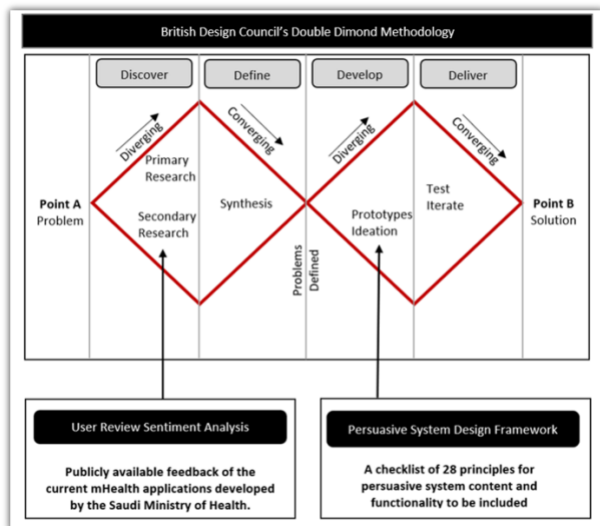 British Design Council's Double Dimond Methodology
Discover
Define
Develop
Deliver
Diverging
Converging
Diverging
Converging
Primary
Research
Secondary
Research
Synthesis
Prototypes
Ideation
Test
Iterate
Point A
Problem
Problems
Defined
Point B
Solution
User Review Sentiment Analysis
Publicly available feedback of the
current mHealth applications developed
by the Saudi Ministry of Health.
Persuasive System Design Framework
A checklist of 28 principles for
persuasive system content and
functionality to be included